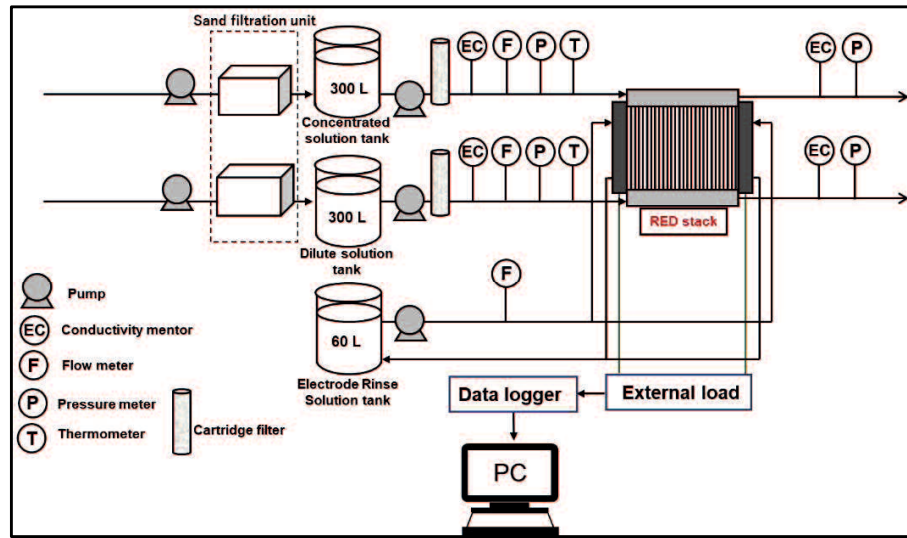 Sand filtration unit
300 L
Concentrated
solution tank
EC F P T
EC P
300 L
Dilute solution
tank
EC F P T
EC P
RED stack
60 L
Electrode Rinse
Solution tank
F
Pump
EC Conductivity mentor
F Flow meter
P Pressure meter
T Thermometer
Cartridge filter
Data logger
External load
PC